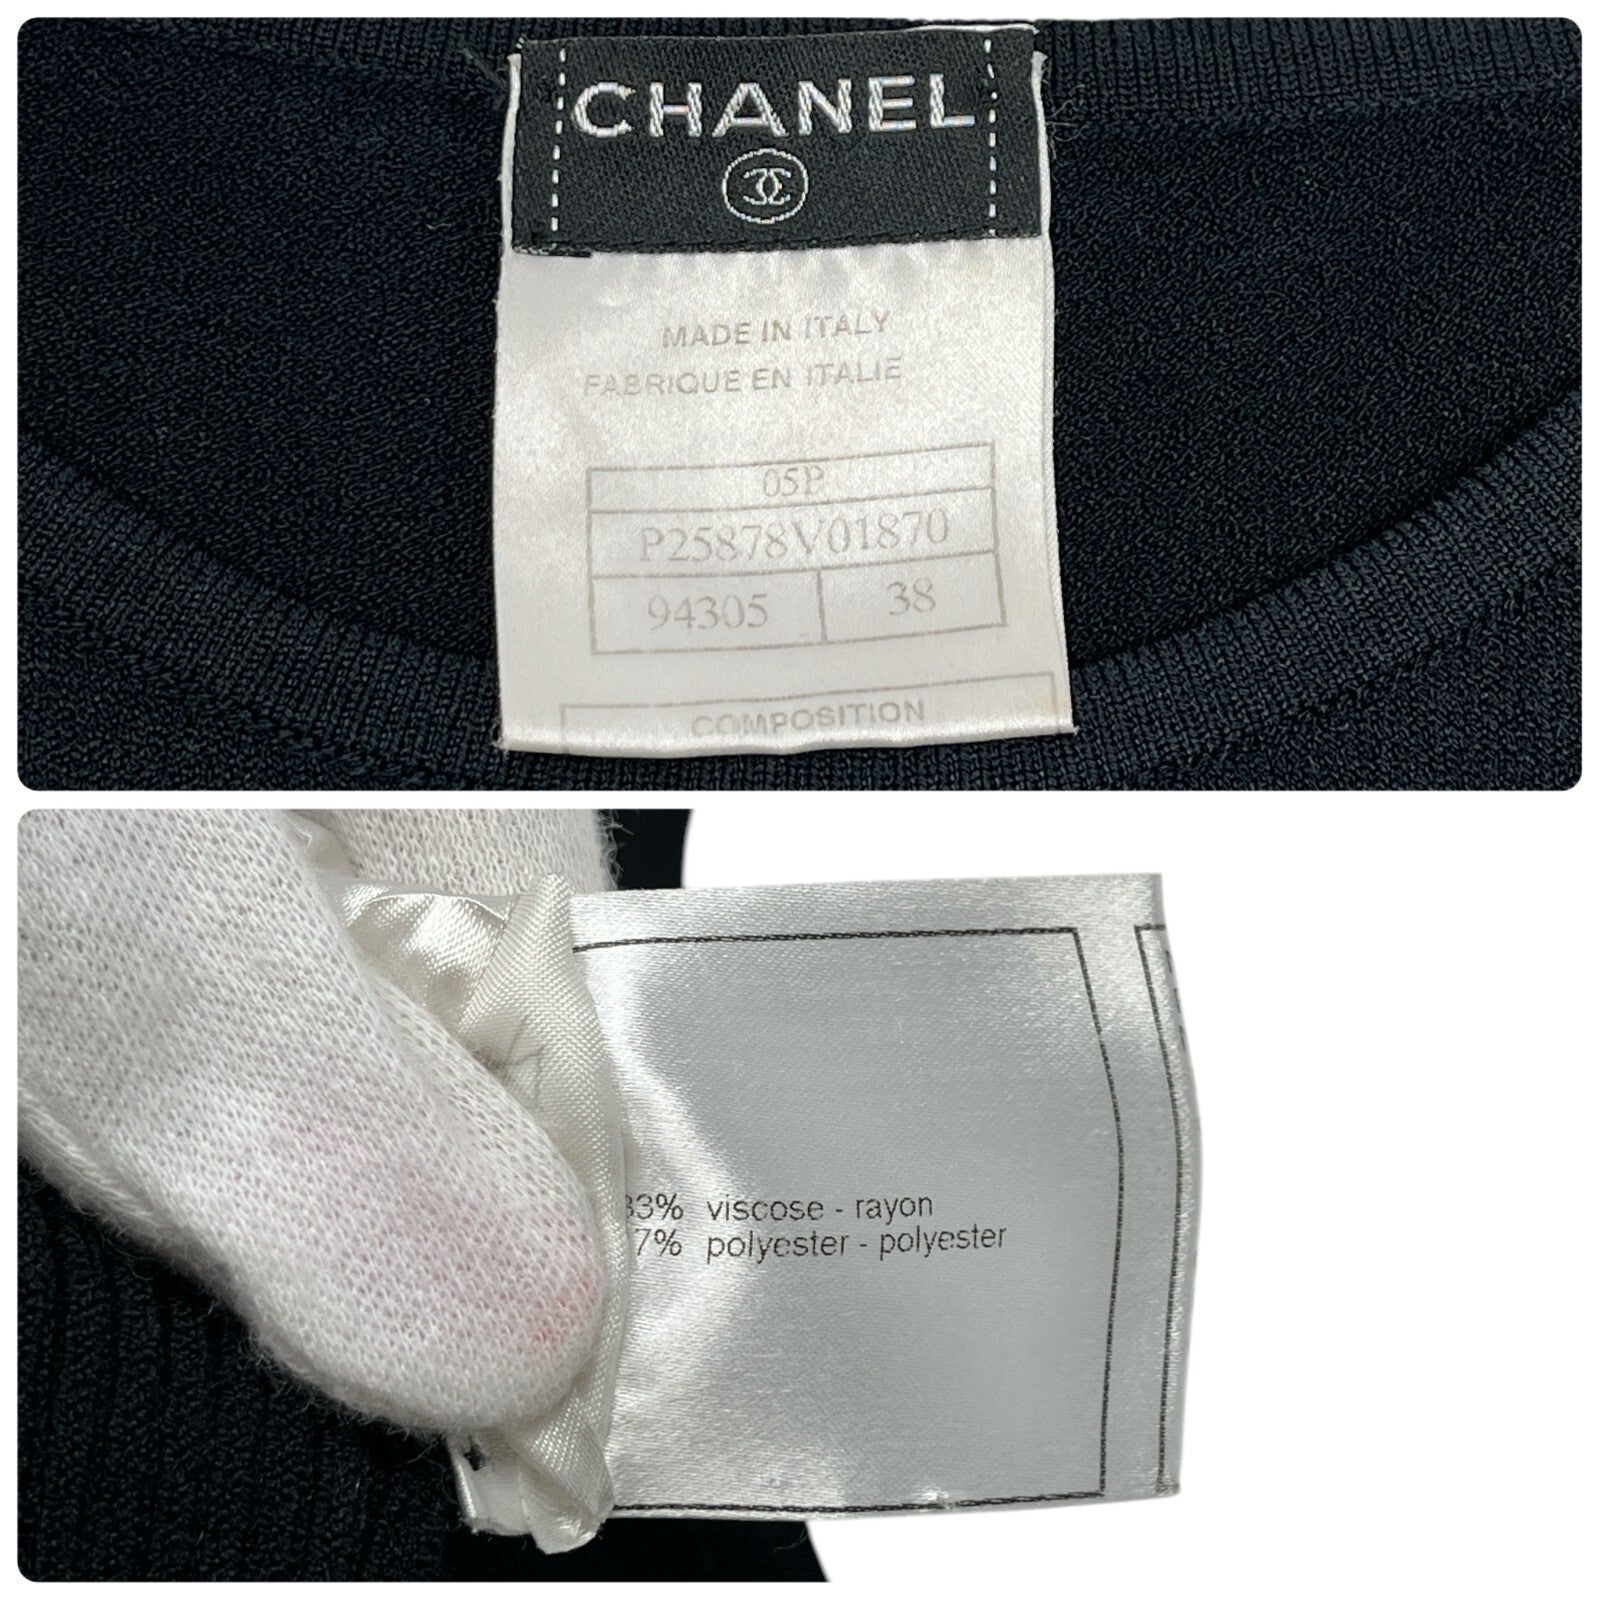 CHANEL
MADE IN ITALY
FABRIQUE EN ITALIE
05P
P25878V01870
94305 38
COMPOSITION
viscose - rayon
polyester - polyester